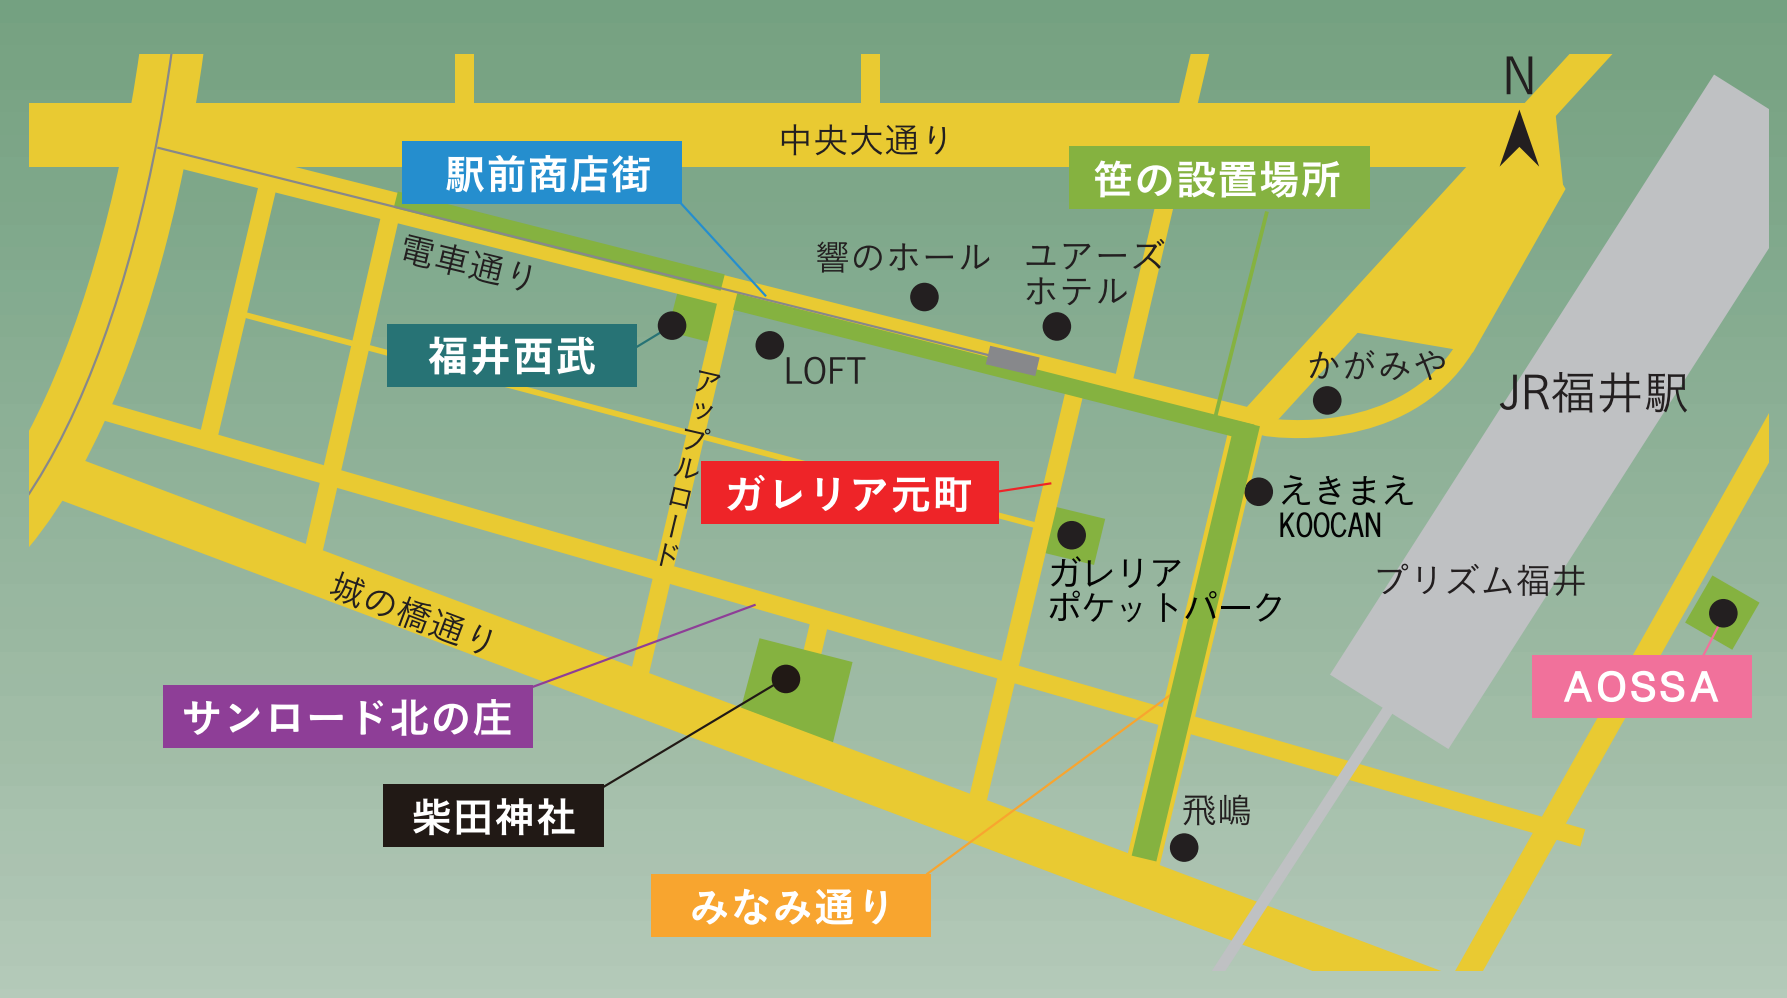 N
中央大通り
駅前商店街
笹の設置場所
電車通り
響のホール
ユアーズ
ホテル
福井西武
LOFT
かがみや
JR福井駅
アップルロード
ガレリア元町
えきまえ
KOOCAN
ガレリア
ポケットパーク
プリズム福井
城の橋通り
AOSSA
サンロード北の庄
柴田神社
飛嶋
みなみ通り